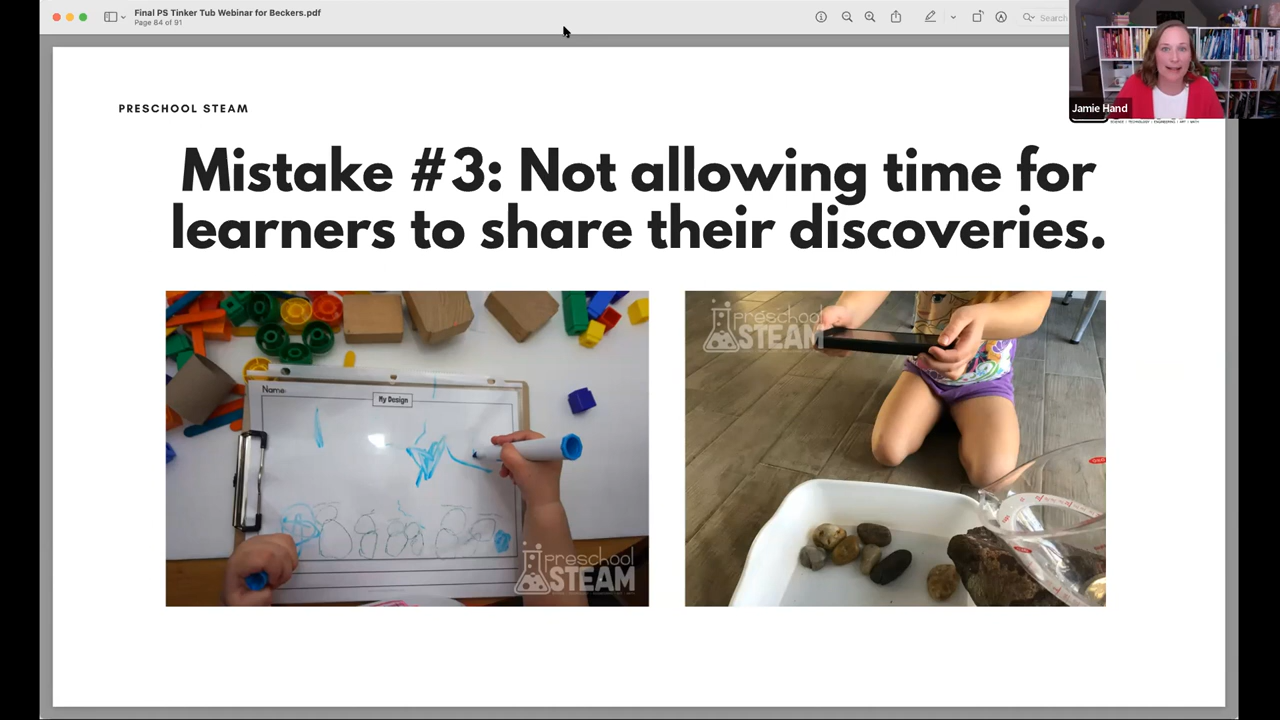 Final PS Tinker Tub Webinar for Beckers.pdf
Page 84 of 91
Search
Jamie Hand
PRESCHOOL STEAM
Mistake #3: Not allowing time for
learners to share their discoveries.
Name:
My Design
preschool
STEAM
preschool
STEAM